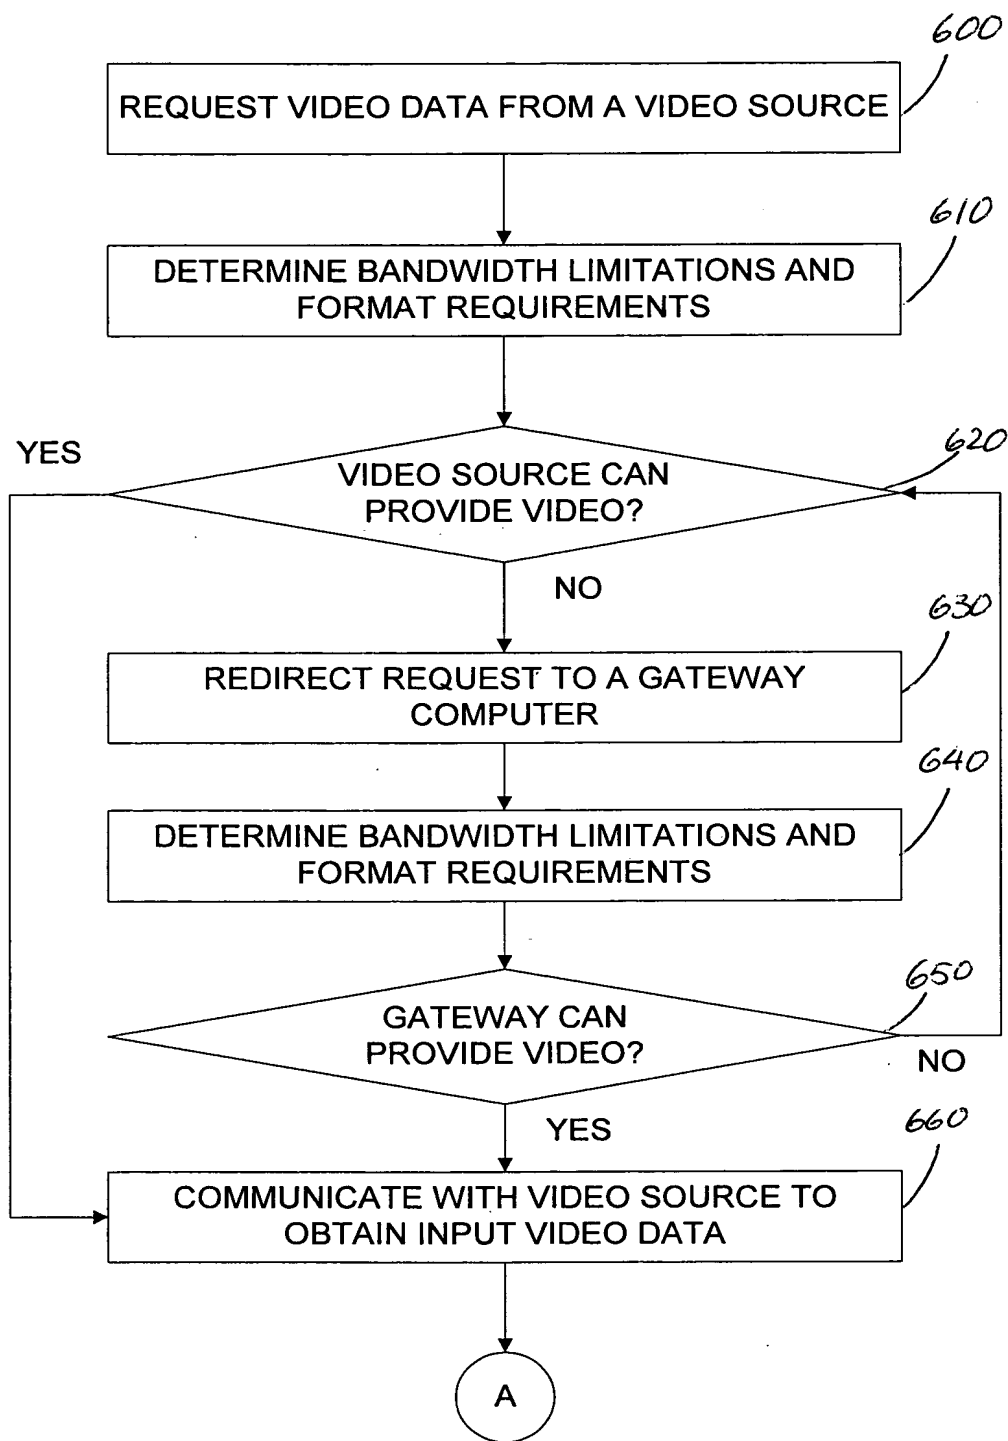 600
REQUEST VIDEO DATA FROM A VIDEO SOURCE
610
DETERMINE BANDWIDTH LIMITATIONS AND
FORMAT REQUIREMENTS
YES
620
VIDEO SOURCE CAN
PROVIDE VIDEO?
NO
630
REDIRECT REQUEST TO A GATEWAY
COMPUTER
640
DETERMINE BANDWIDTH LIMITATIONS AND
FORMAT REQUIREMENTS
650
GATEWAY CAN
PROVIDE VIDEO?
NO
YES
660
COMMUNICATE WITH VIDEO SOURCE TO
OBTAIN INPUT VIDEO DATA
A